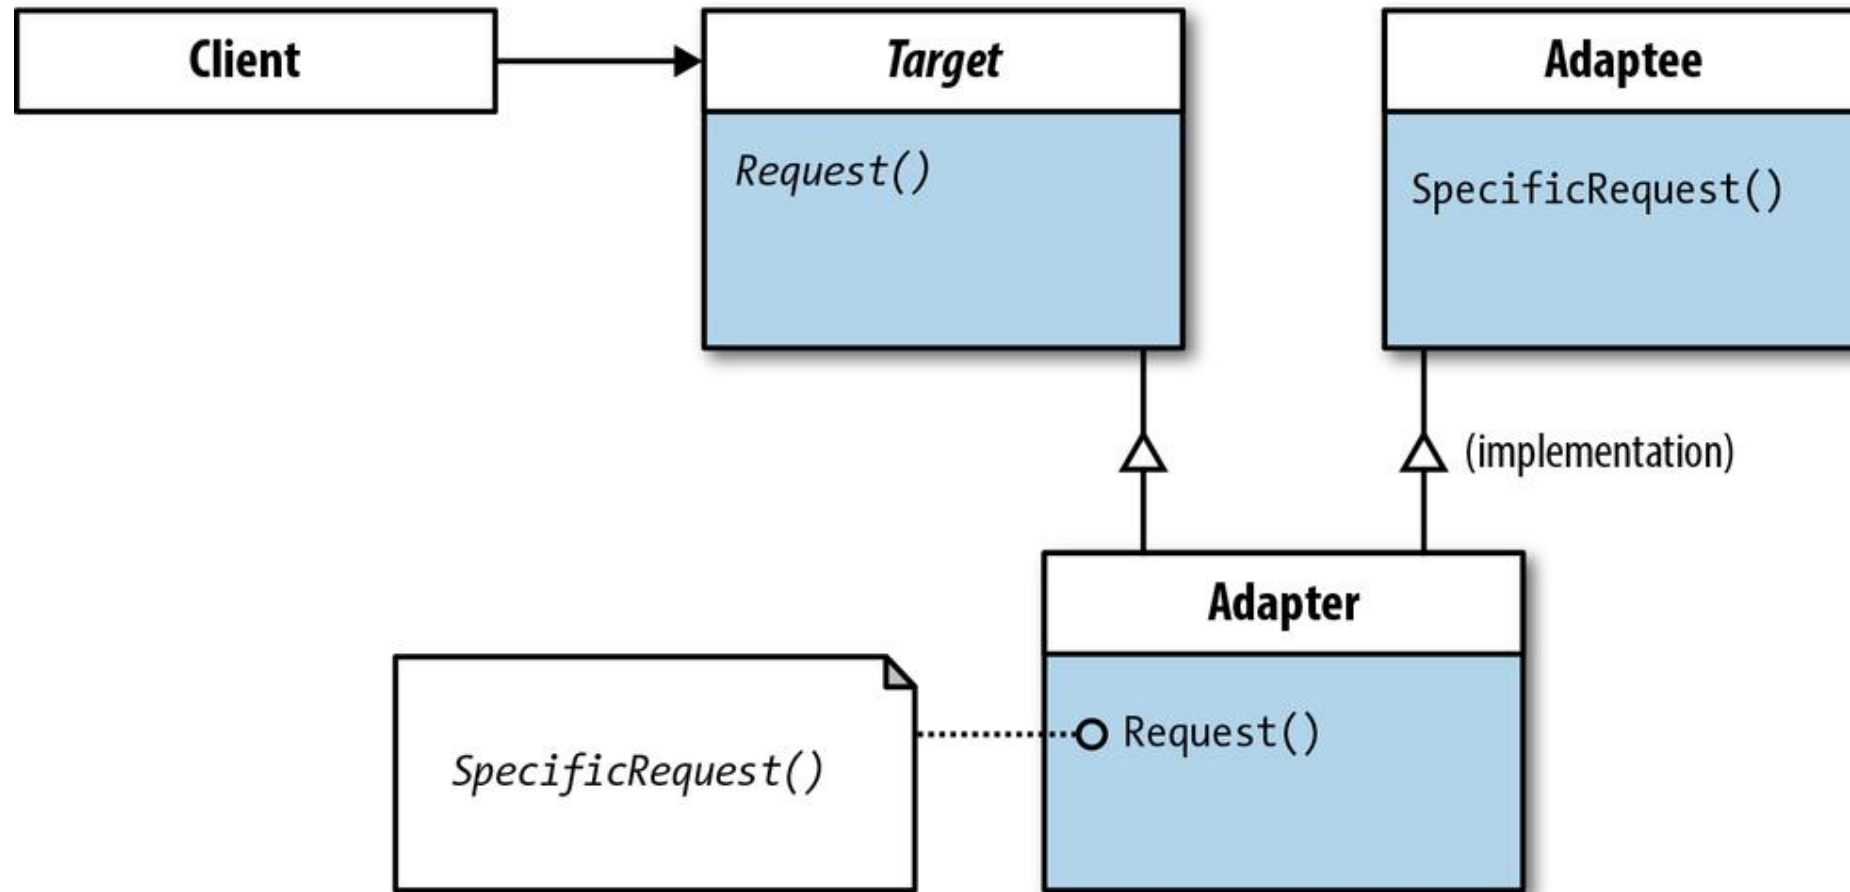 Client
Target
Adaptee
Request()
SpecificRequest()
(implementation)
Adapter
Request()
SpecificRequest()